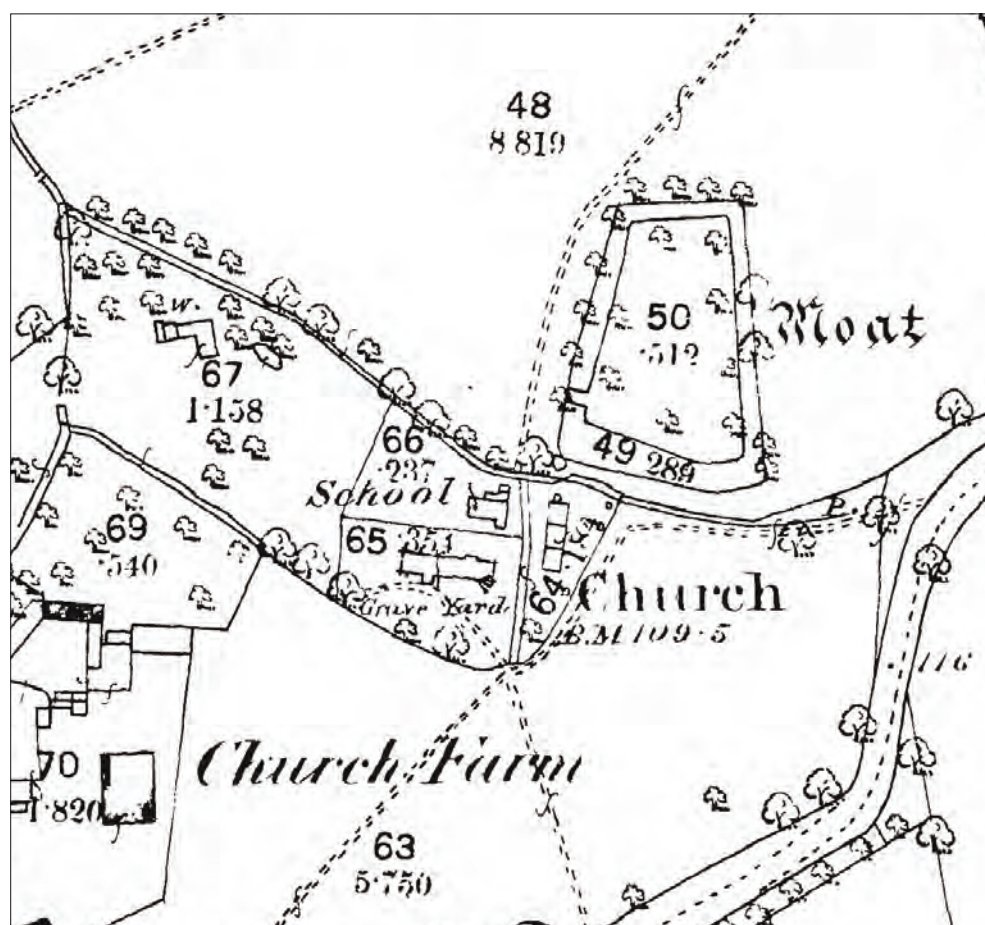 48
8·819
50
·512
Moat
W.
67
1·158
66
·237
School
49 ·289
P.
69
·540
65 ·353
64
Grave Yard
Church
B.M. 109·5
·116
Church Farm
70
1·820
63
5·750